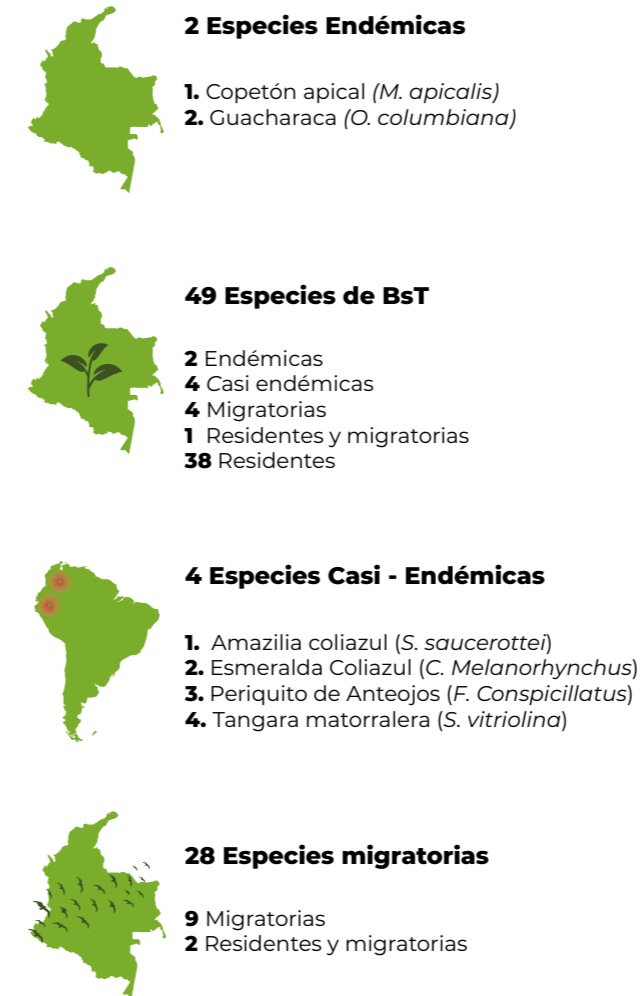 2 Especies Endémicas
1. Copetón apical (M. apicalis)
2. Guacharaca (O. columbiana)
49 Especies de BsT
2 Endémicas
4 Casi endémicas
4 Migratorias
1 Residentes y migratorias
38 Residentes
4 Especies Casi - Endémicas
1. Amazilia coliazul (S. saucerottei)
2. Esmeralda Coliazul (C. Melanorhynchus)
3. Periquito de Anteojos (F. Conspicillatus)
4. Tangara matorralera (S. vitriolina)
28 Especies migratorias
9 Migratorias
2 Residentes y migratorias